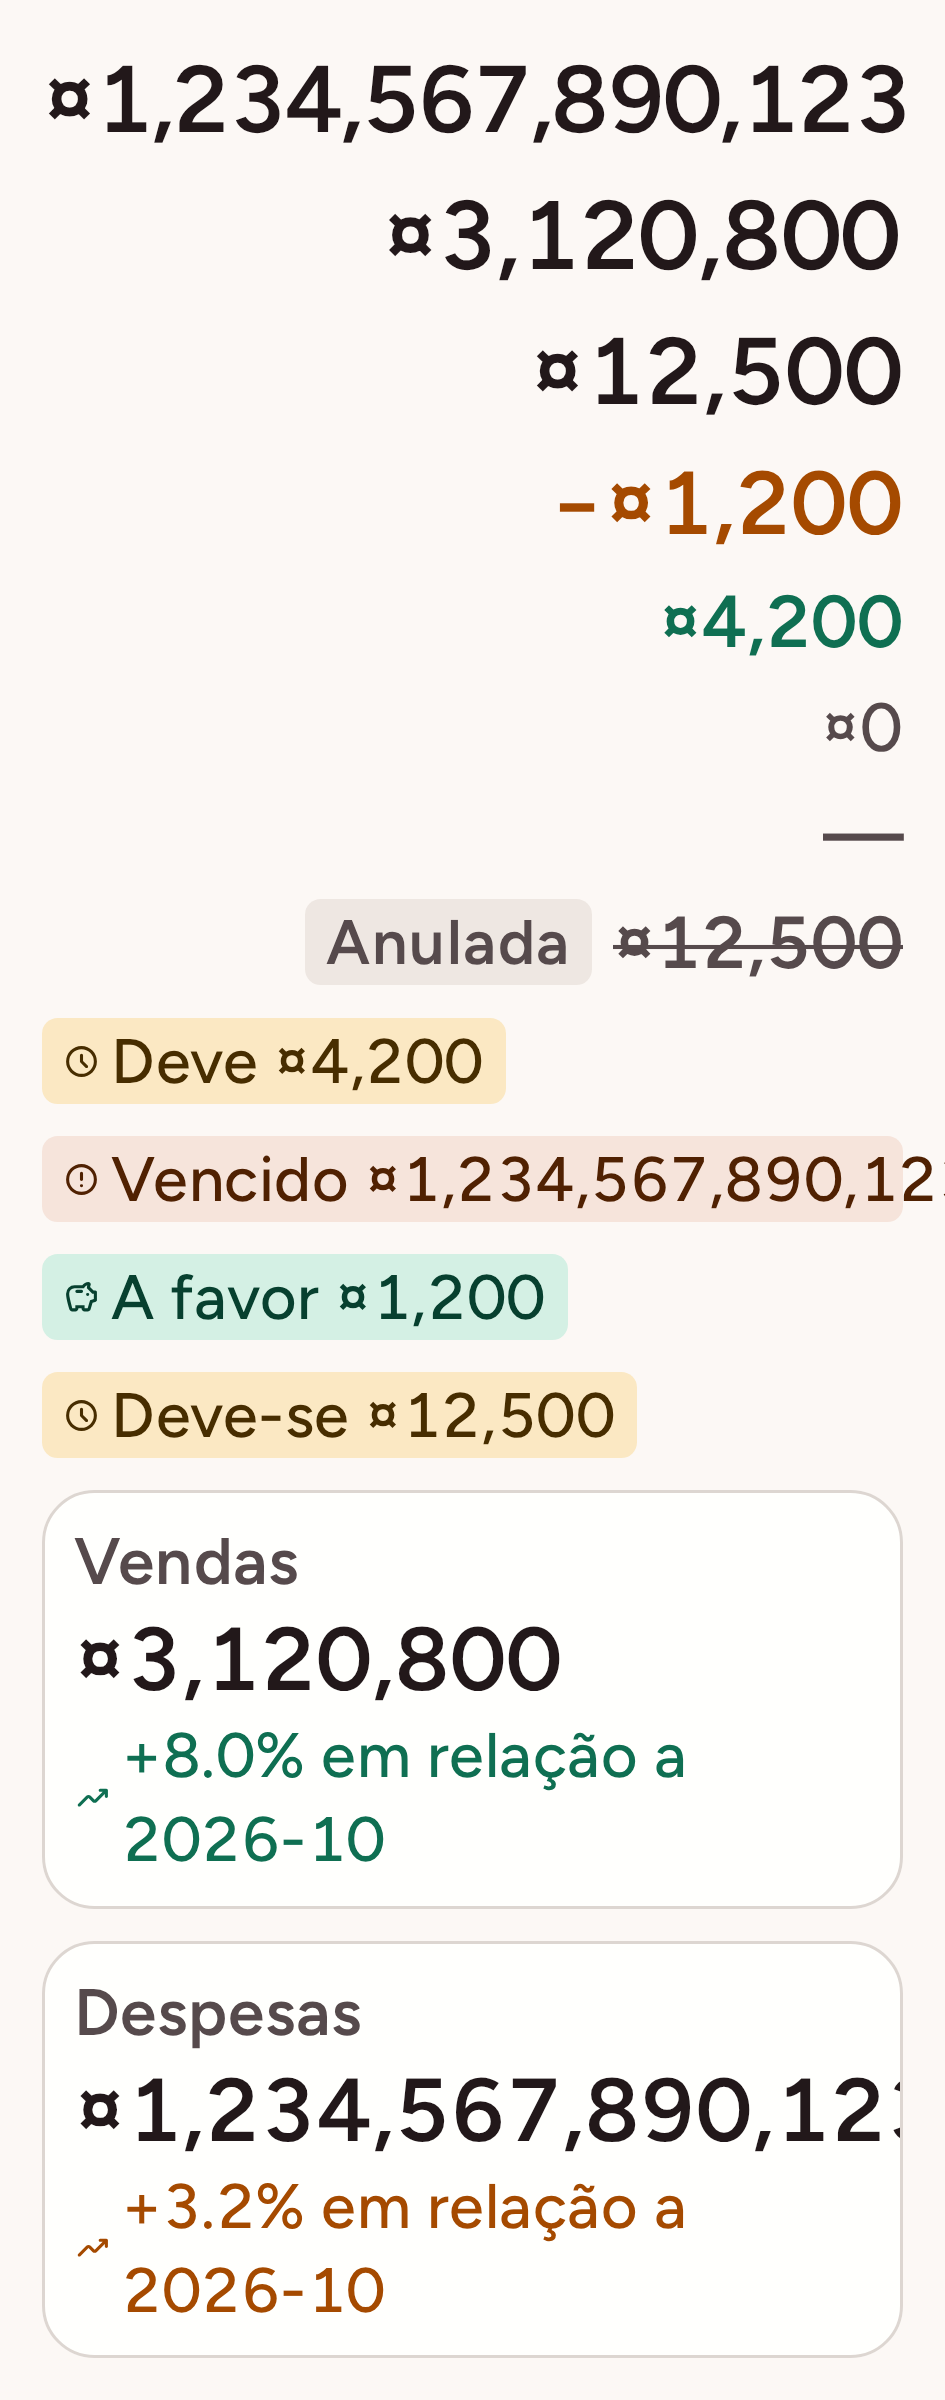 ¤1,234,567,890,123
¤3,120,800
¤12,500
−¤1,200
¤4,200
¤0
—
Anulada ¤12,500
Deve ¤4,200
Vencido ¤1,234,567,890,12
A favor ¤1,200
Deve-se ¤12,500
Vendas
¤3,120,800
+8.0% em relação a
2026-10
Despesas
¤1,234,567,890,123
+3.2% em relação a
2026-10